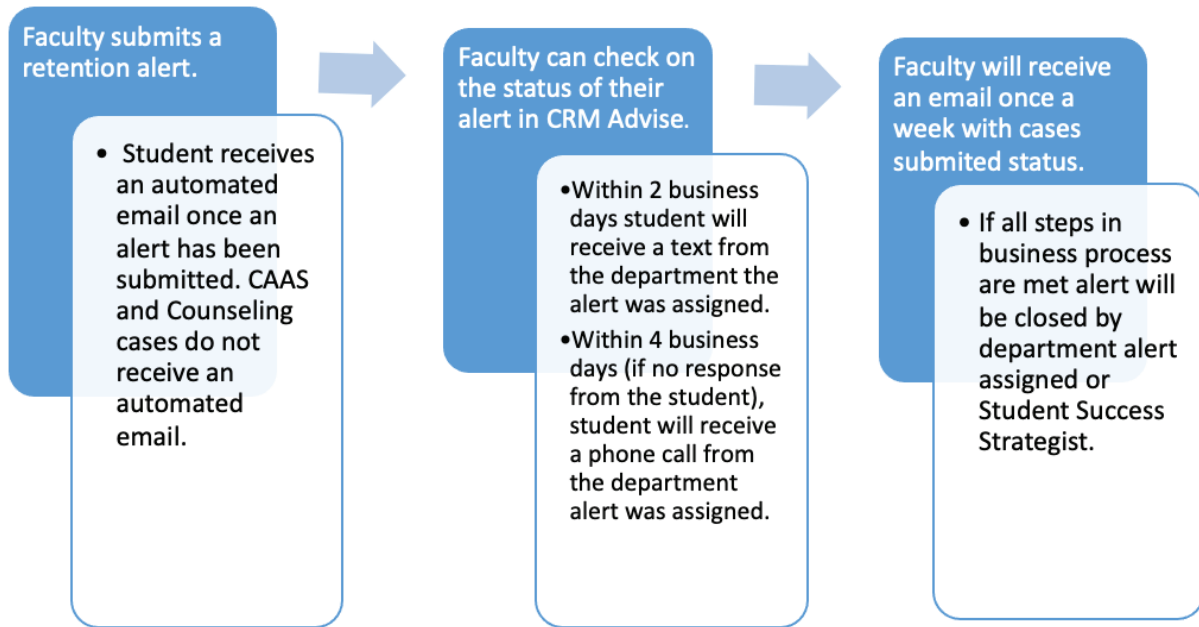 Faculty submits a
retention alert.
• Student receives
an automated
email once an
alert has been
submitted. CAAS
and Counseling
cases do not
receive an
automated
email.
Faculty can check on
the status of their
alert in CRM Advise.
•Within 2 business
days student will
receive a text from
the department the
alert was assigned.
•Within 4 business
days (if no response
from the student),
student will receive
a phone call from
the department
alert was assigned.
Faculty will receive
an email once a
week with cases
submited status.
• If all steps in
business process
are met alert will
be closed by
department alert
assigned or
Student Success
Strategist.